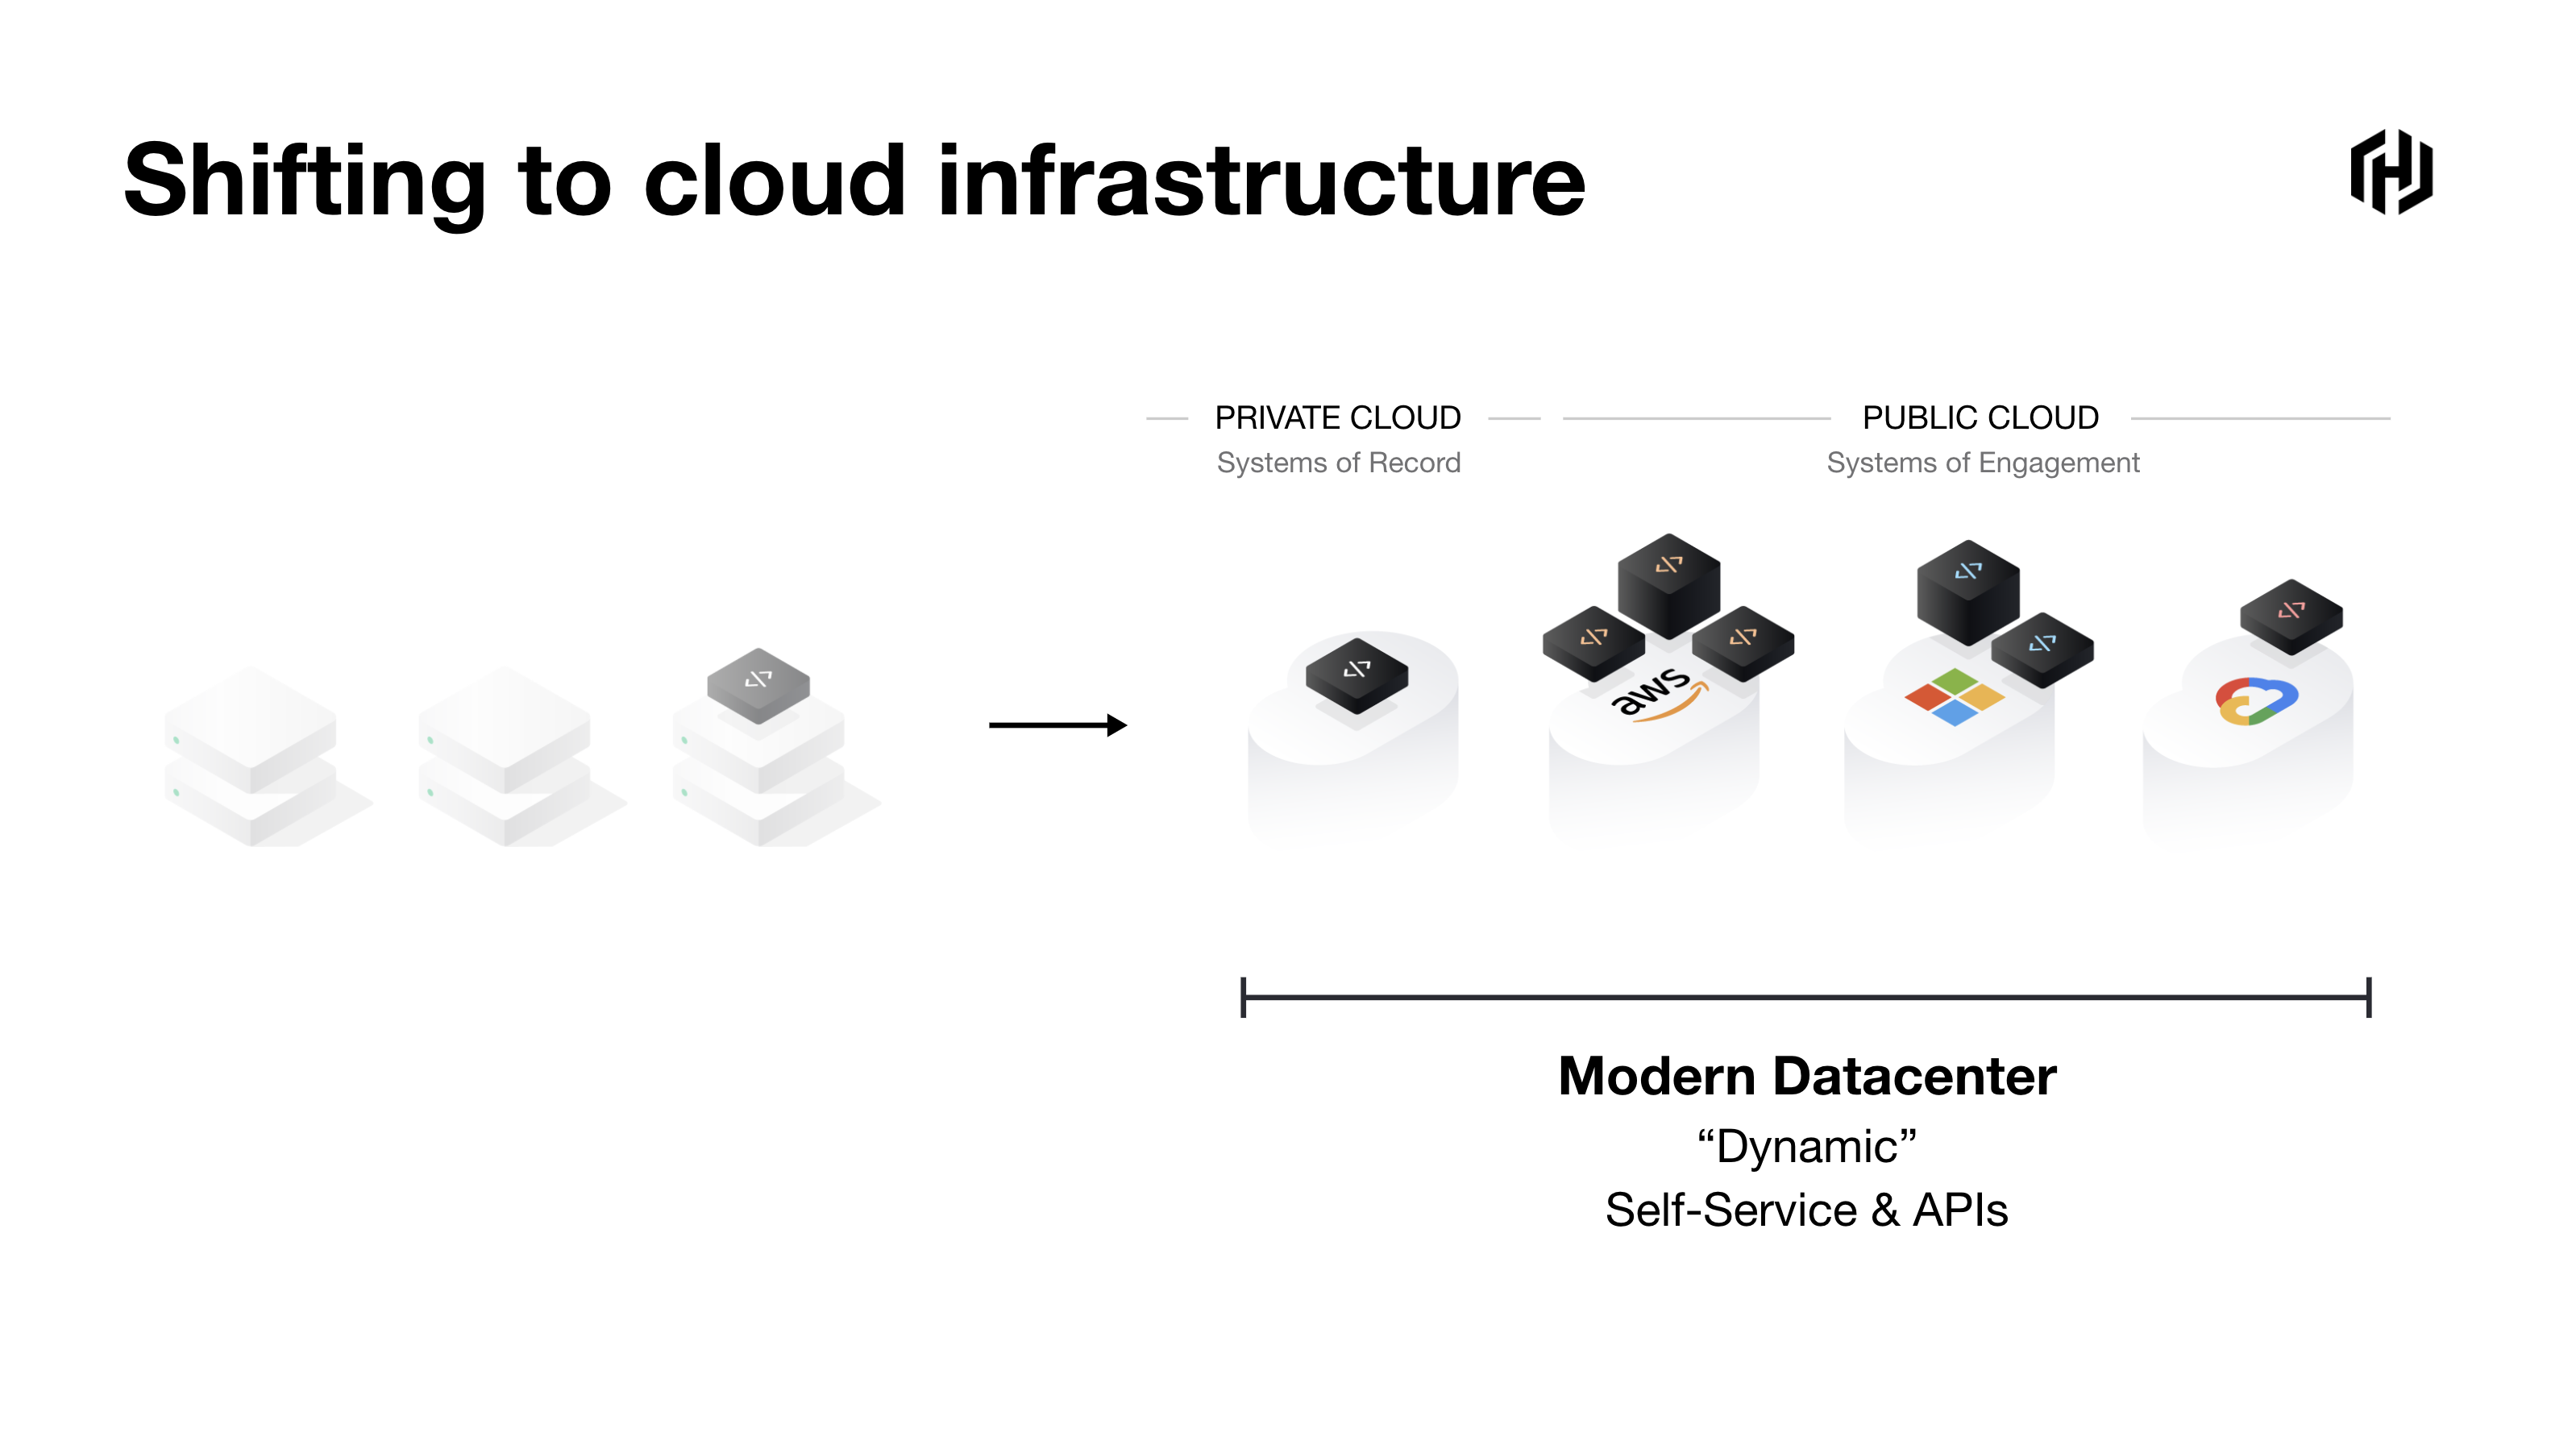 Shifting to cloud infrastructure
PRIVATE CLOUD
Systems of Record
PUBLIC CLOUD
Systems of Engagement
</>
</>
</>
</>
</>
</>
</>
</>
</>
aws
Modern Datacenter
“Dynamic”
Self-Service & APIs